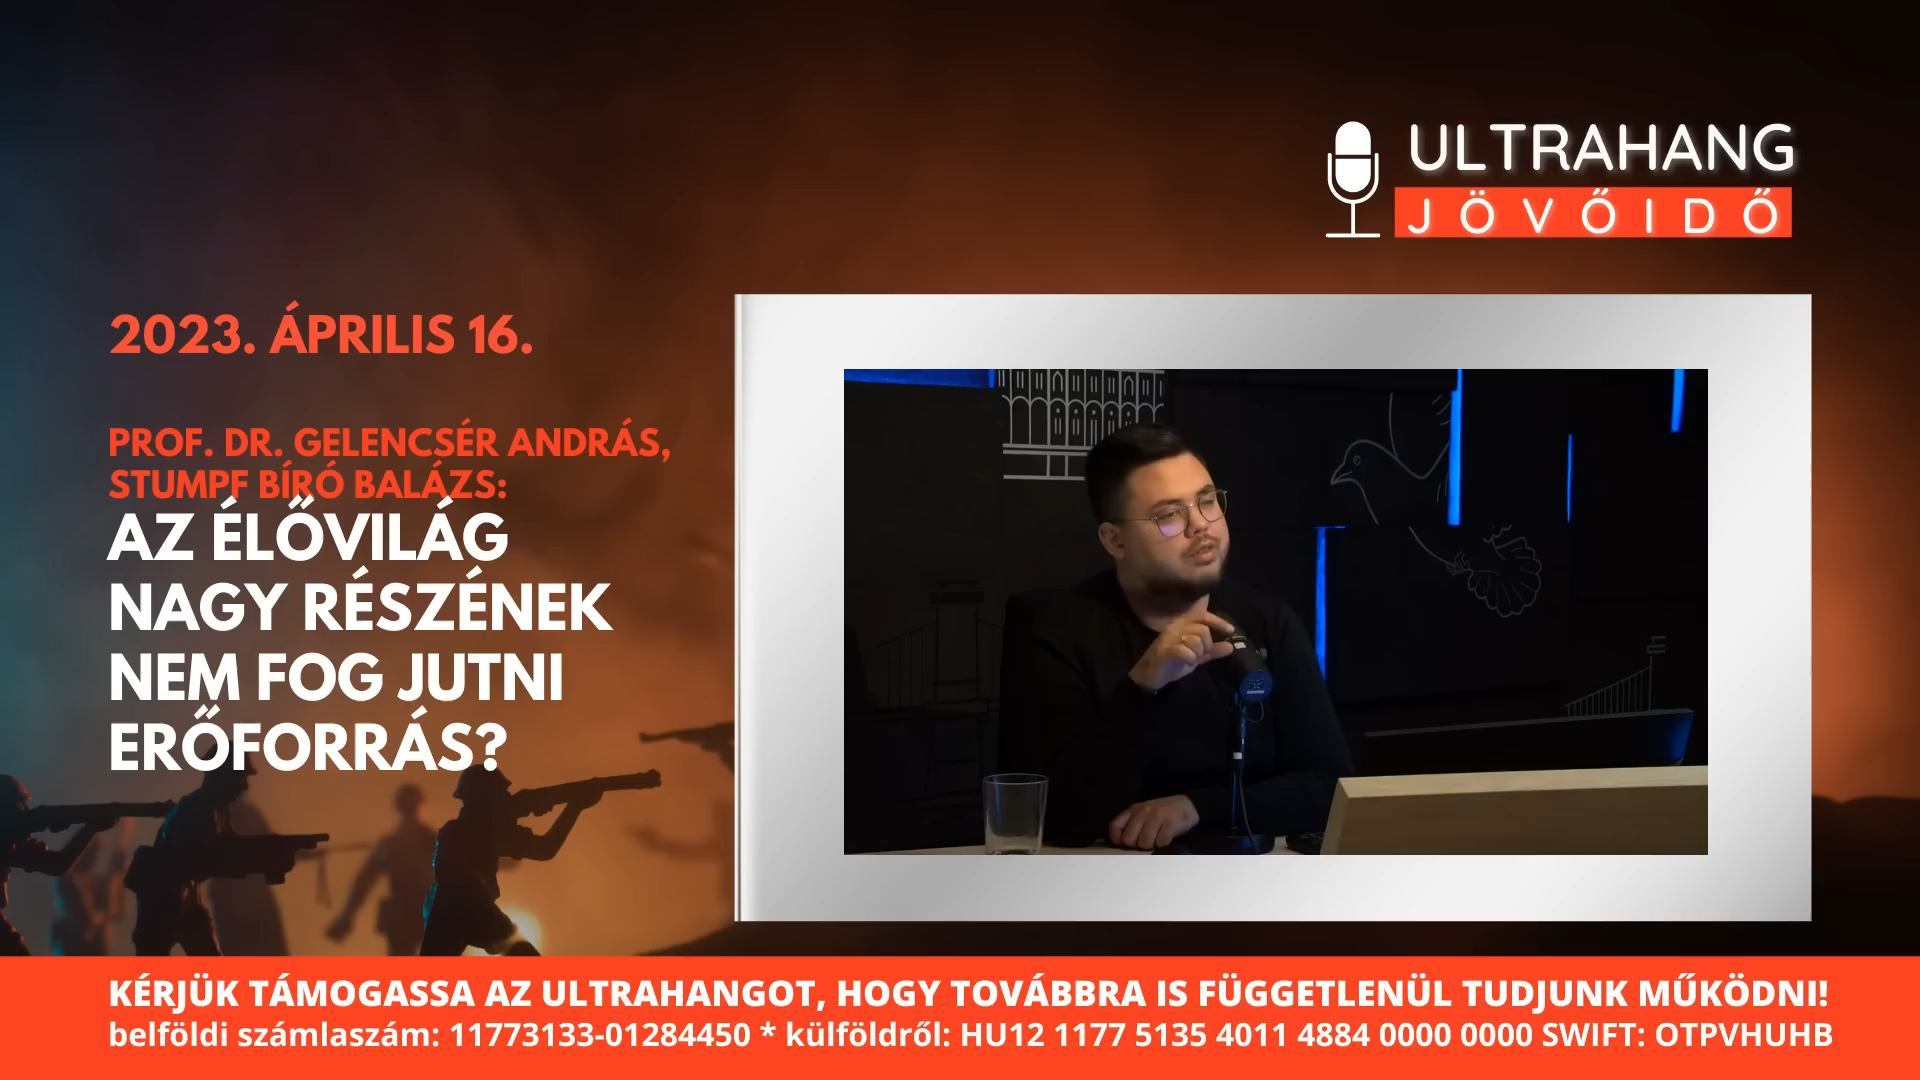 ULTRAHANG
JÖVŐIDŐ
2023. ÁPRILIS 16.
PROF. DR. GELENCSÉR ANDRÁS,
STUMPF BÍRÓ BALÁZS:
AZ ÉLŐVILÁG
NAGY RÉSZÉNEK
NEM FOG JUTNI
ERŐFORRÁS?
KÉRJÜK TÁMOGASSA AZ ULTRAHANGOT, HOGY TOVÁBBRA IS FÜGGETLENÜL TUDJUNK MŰKÖDNI!
belföldi számlaszám: 11773133-01284450 * külföldről: HU12 1177 5135 4011 4884 0000 0000 SWIFT: OTPVHUHB